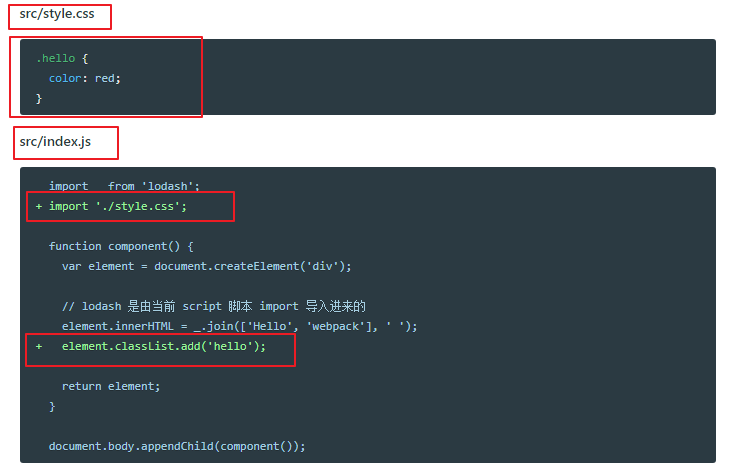 src/style.css
.hello {
  color: red;
}
src/index.js
  import   from 'lodash';
+ import './style.css';
  function component() {
    var element = document.createElement('div');
    // lodash 是由当前 script 脚本 import 导入进来的
    element.innerHTML = _.join(['Hello', 'webpack'], ' ');
+   element.classList.add('hello');
    return element;
  }
  document.body.appendChild(component());